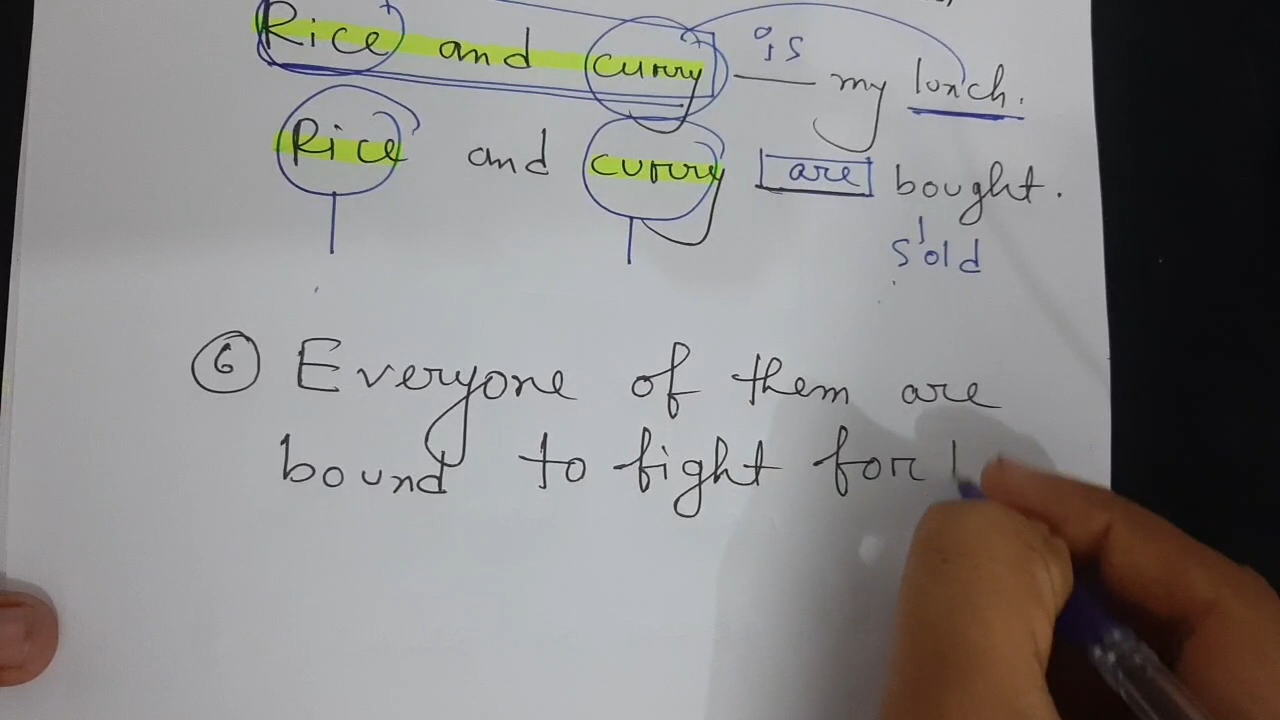 Rice and curry is my lunch.
Rice and curry are bought.
sold
6 Everyone of them are
bound to fight for